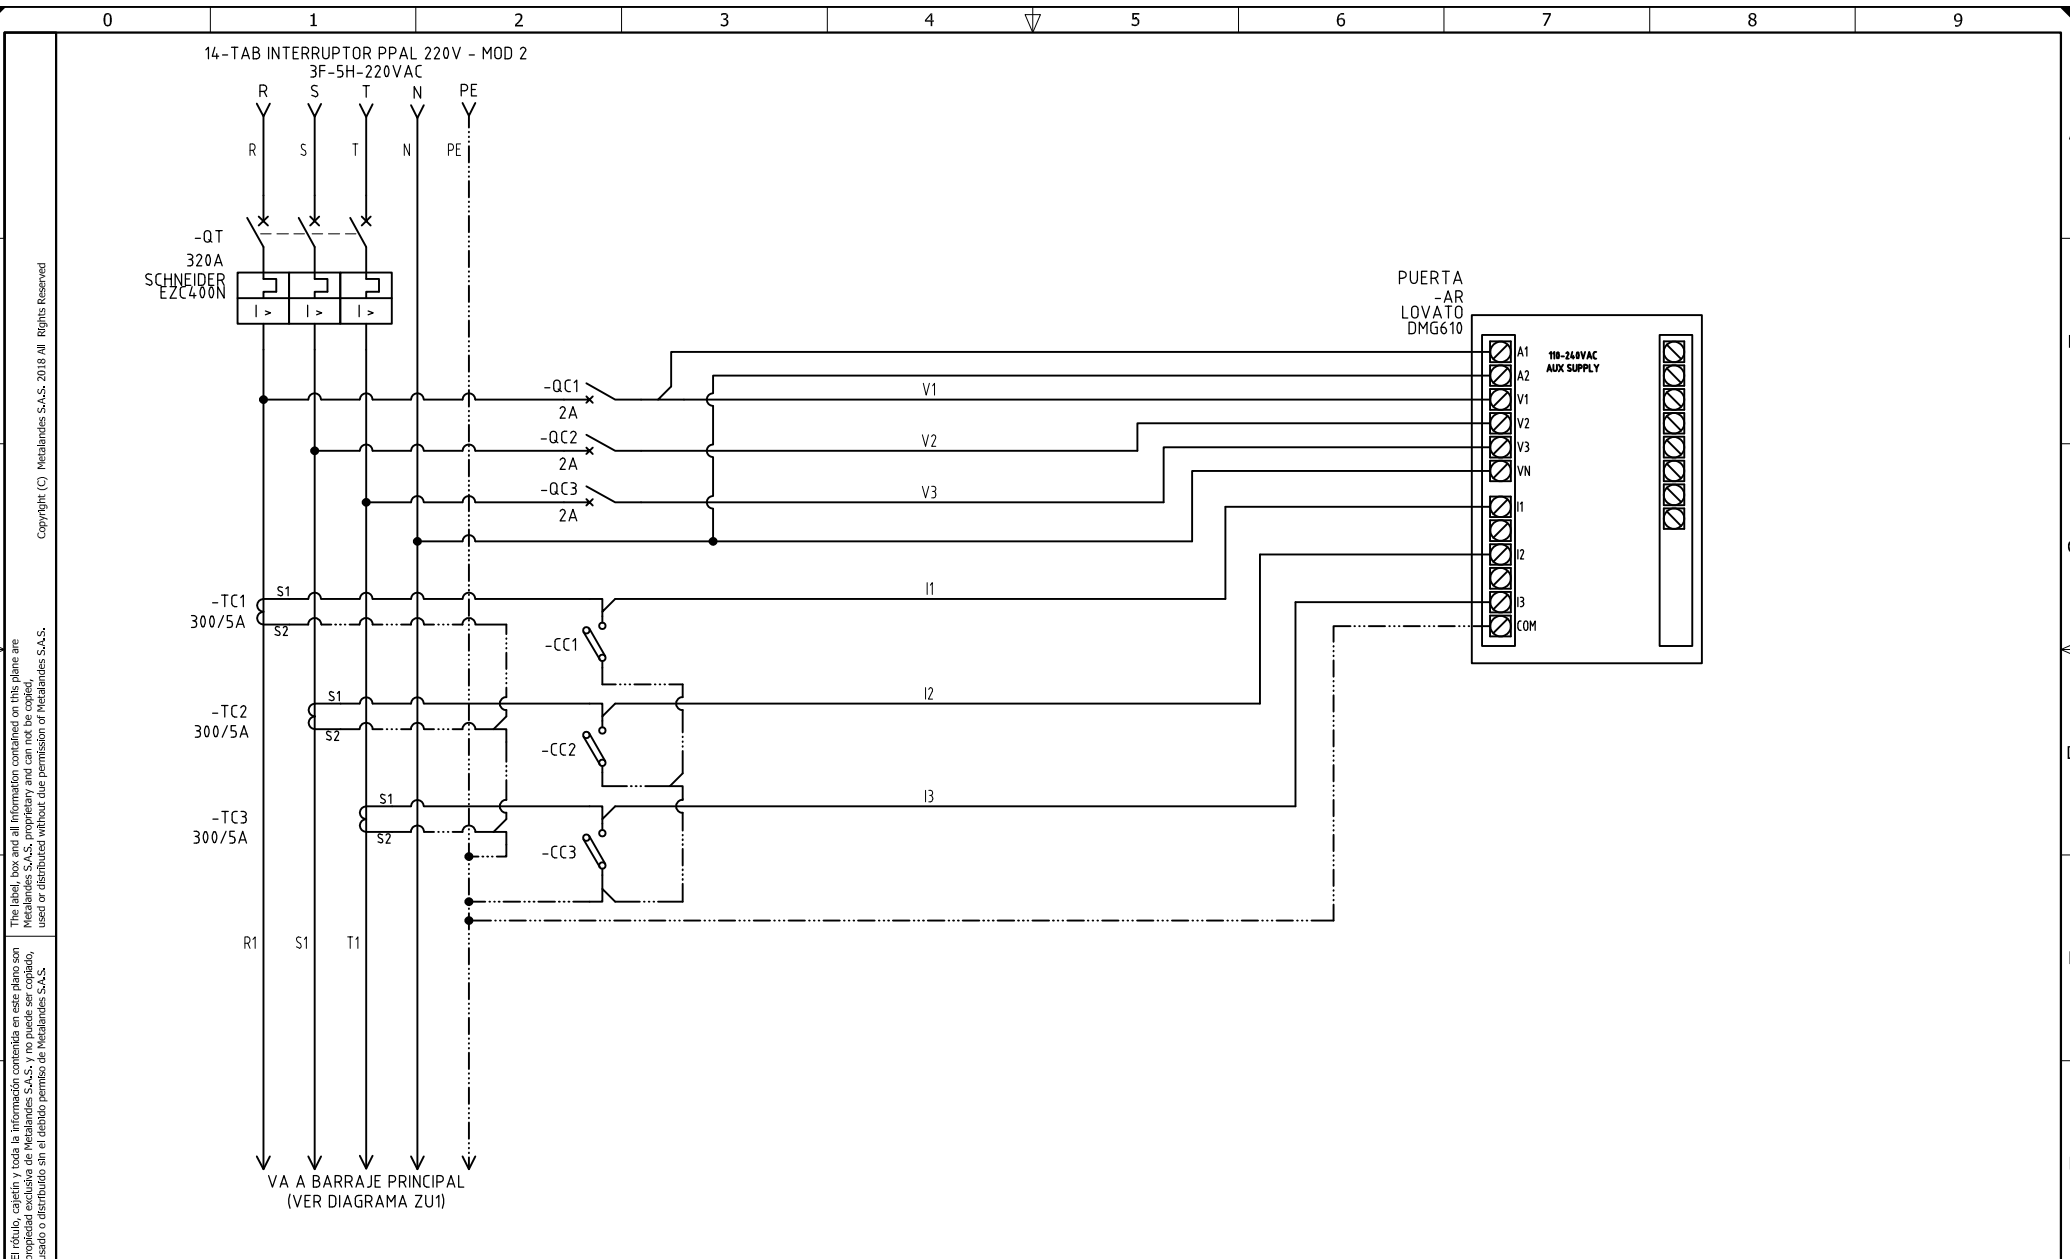 0 1 2 3 4 5 6 7 8 9
14-TAB INTERRUPTOR PPAL 220V - MOD 2
3F-5H-220VAC
R S T N PE
R S T N PE
-QT
320A
SCHNEIDER
EZC400N
I > I > I >
PUERTA
-AR
LOVATO
DMG610
A1
110-240VAC
AUX SUPPLY
A2
V1
V2
V3
VN
I1
I2
I3
COM
-QC1
2A
V1
-QC2
2A
V2
-QC3
2A
V3
-TC1
300/5A
S1
S2
I1
-CC1
-TC2
300/5A
S1
S2
I2
-CC2
-TC3
300/5A
S1
S2
I3
-CC3
R1 S1 T1
VA A BARRAJE PRINCIPAL
(VER DIAGRAMA ZU1)
Copyright (C) Metalandes S.A.S. 2018 All Rights Reserved
The label, box and all information contained on this plane are
Metalandes S.A.S. proprietary and can not be copied,
used or distributed without due permission of Metalandes S.A.S.
El rótulo, cajetín y toda la información contenida en este plano son
propiedad exclusiva de Metalandes S.A.S. y no puede ser copiado,
usado o distribuido sin el debido permiso de Metalandes S.A.S.